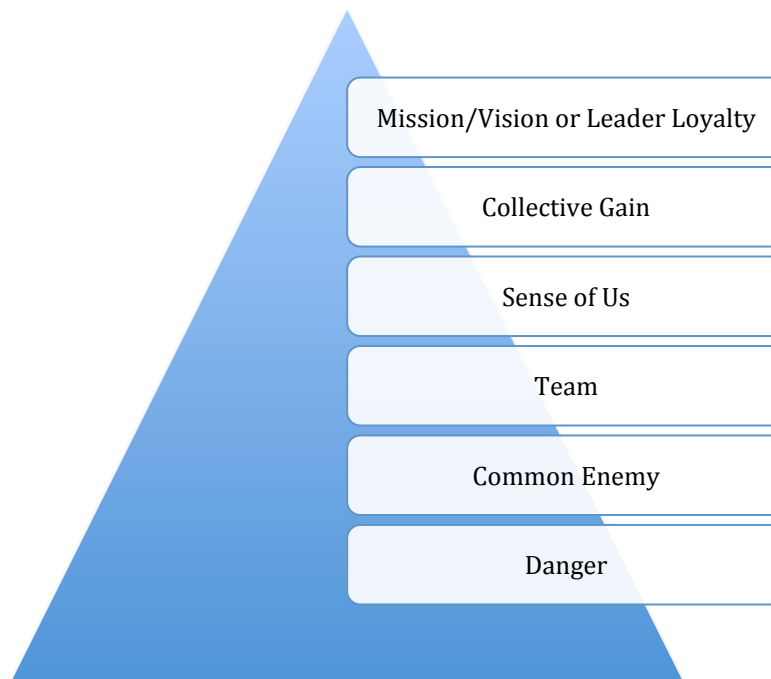 Mission/Vision or Leader Loyalty
Collective Gain
Sense of Us
Team
Common Enemy
Danger